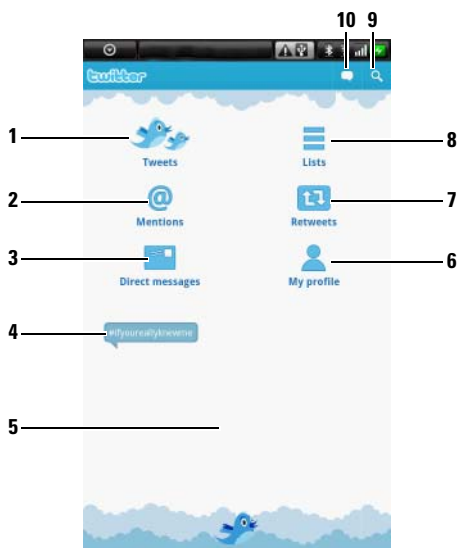 10 9
twitter
1
Tweets
Lists
8
2
Mentions
Retweets
7
3
Direct messages
My profile
6
4
#ifyoureallyknewme
5